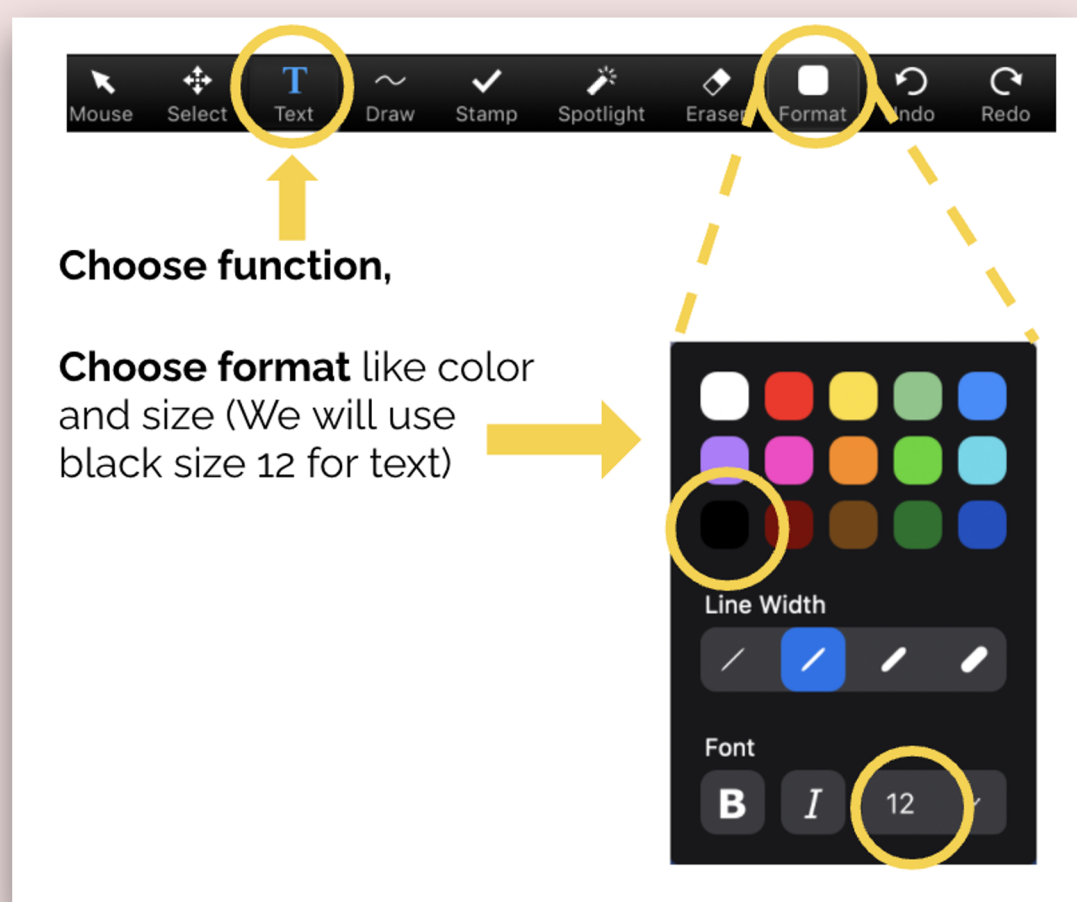 Mouse Select Text Draw Stamp Spotlight Eraser Format Undo Redo
Choose function,
Choose format like color
and size (We will use
black size 12 for text)
Line Width
Font
B I 12